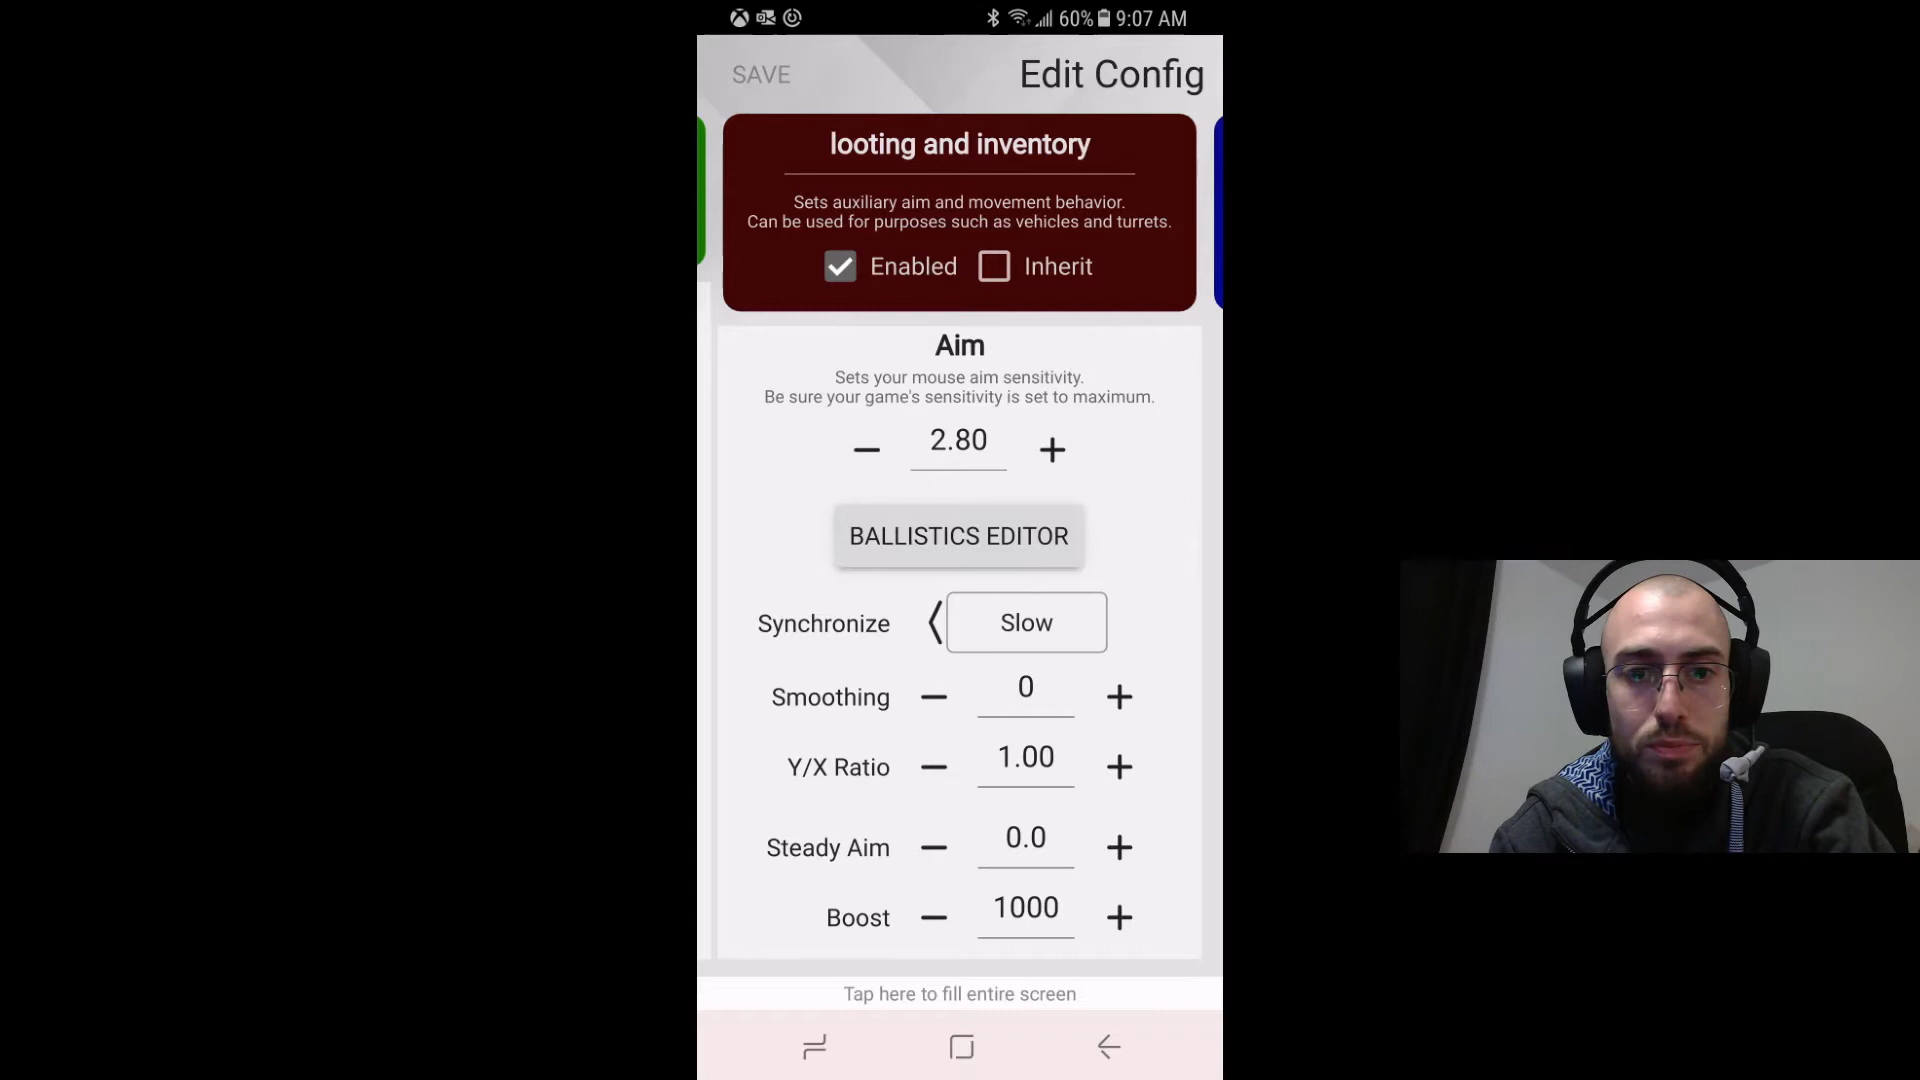 60% 9:07 AM
SAVE Edit Config
looting and inventory
Sets auxiliary aim and movement behavior.
Can be used for purposes such as vehicles and turrets.
Enabled Inherit
Aim
Sets your mouse aim sensitivity.
Be sure your game's sensitivity is set to maximum.
2.80
BALLISTICS EDITOR
Synchronize Slow
Smoothing 0
Y/X Ratio 1.00
Steady Aim 0.0
Boost 1000
Tap here to fill entire screen